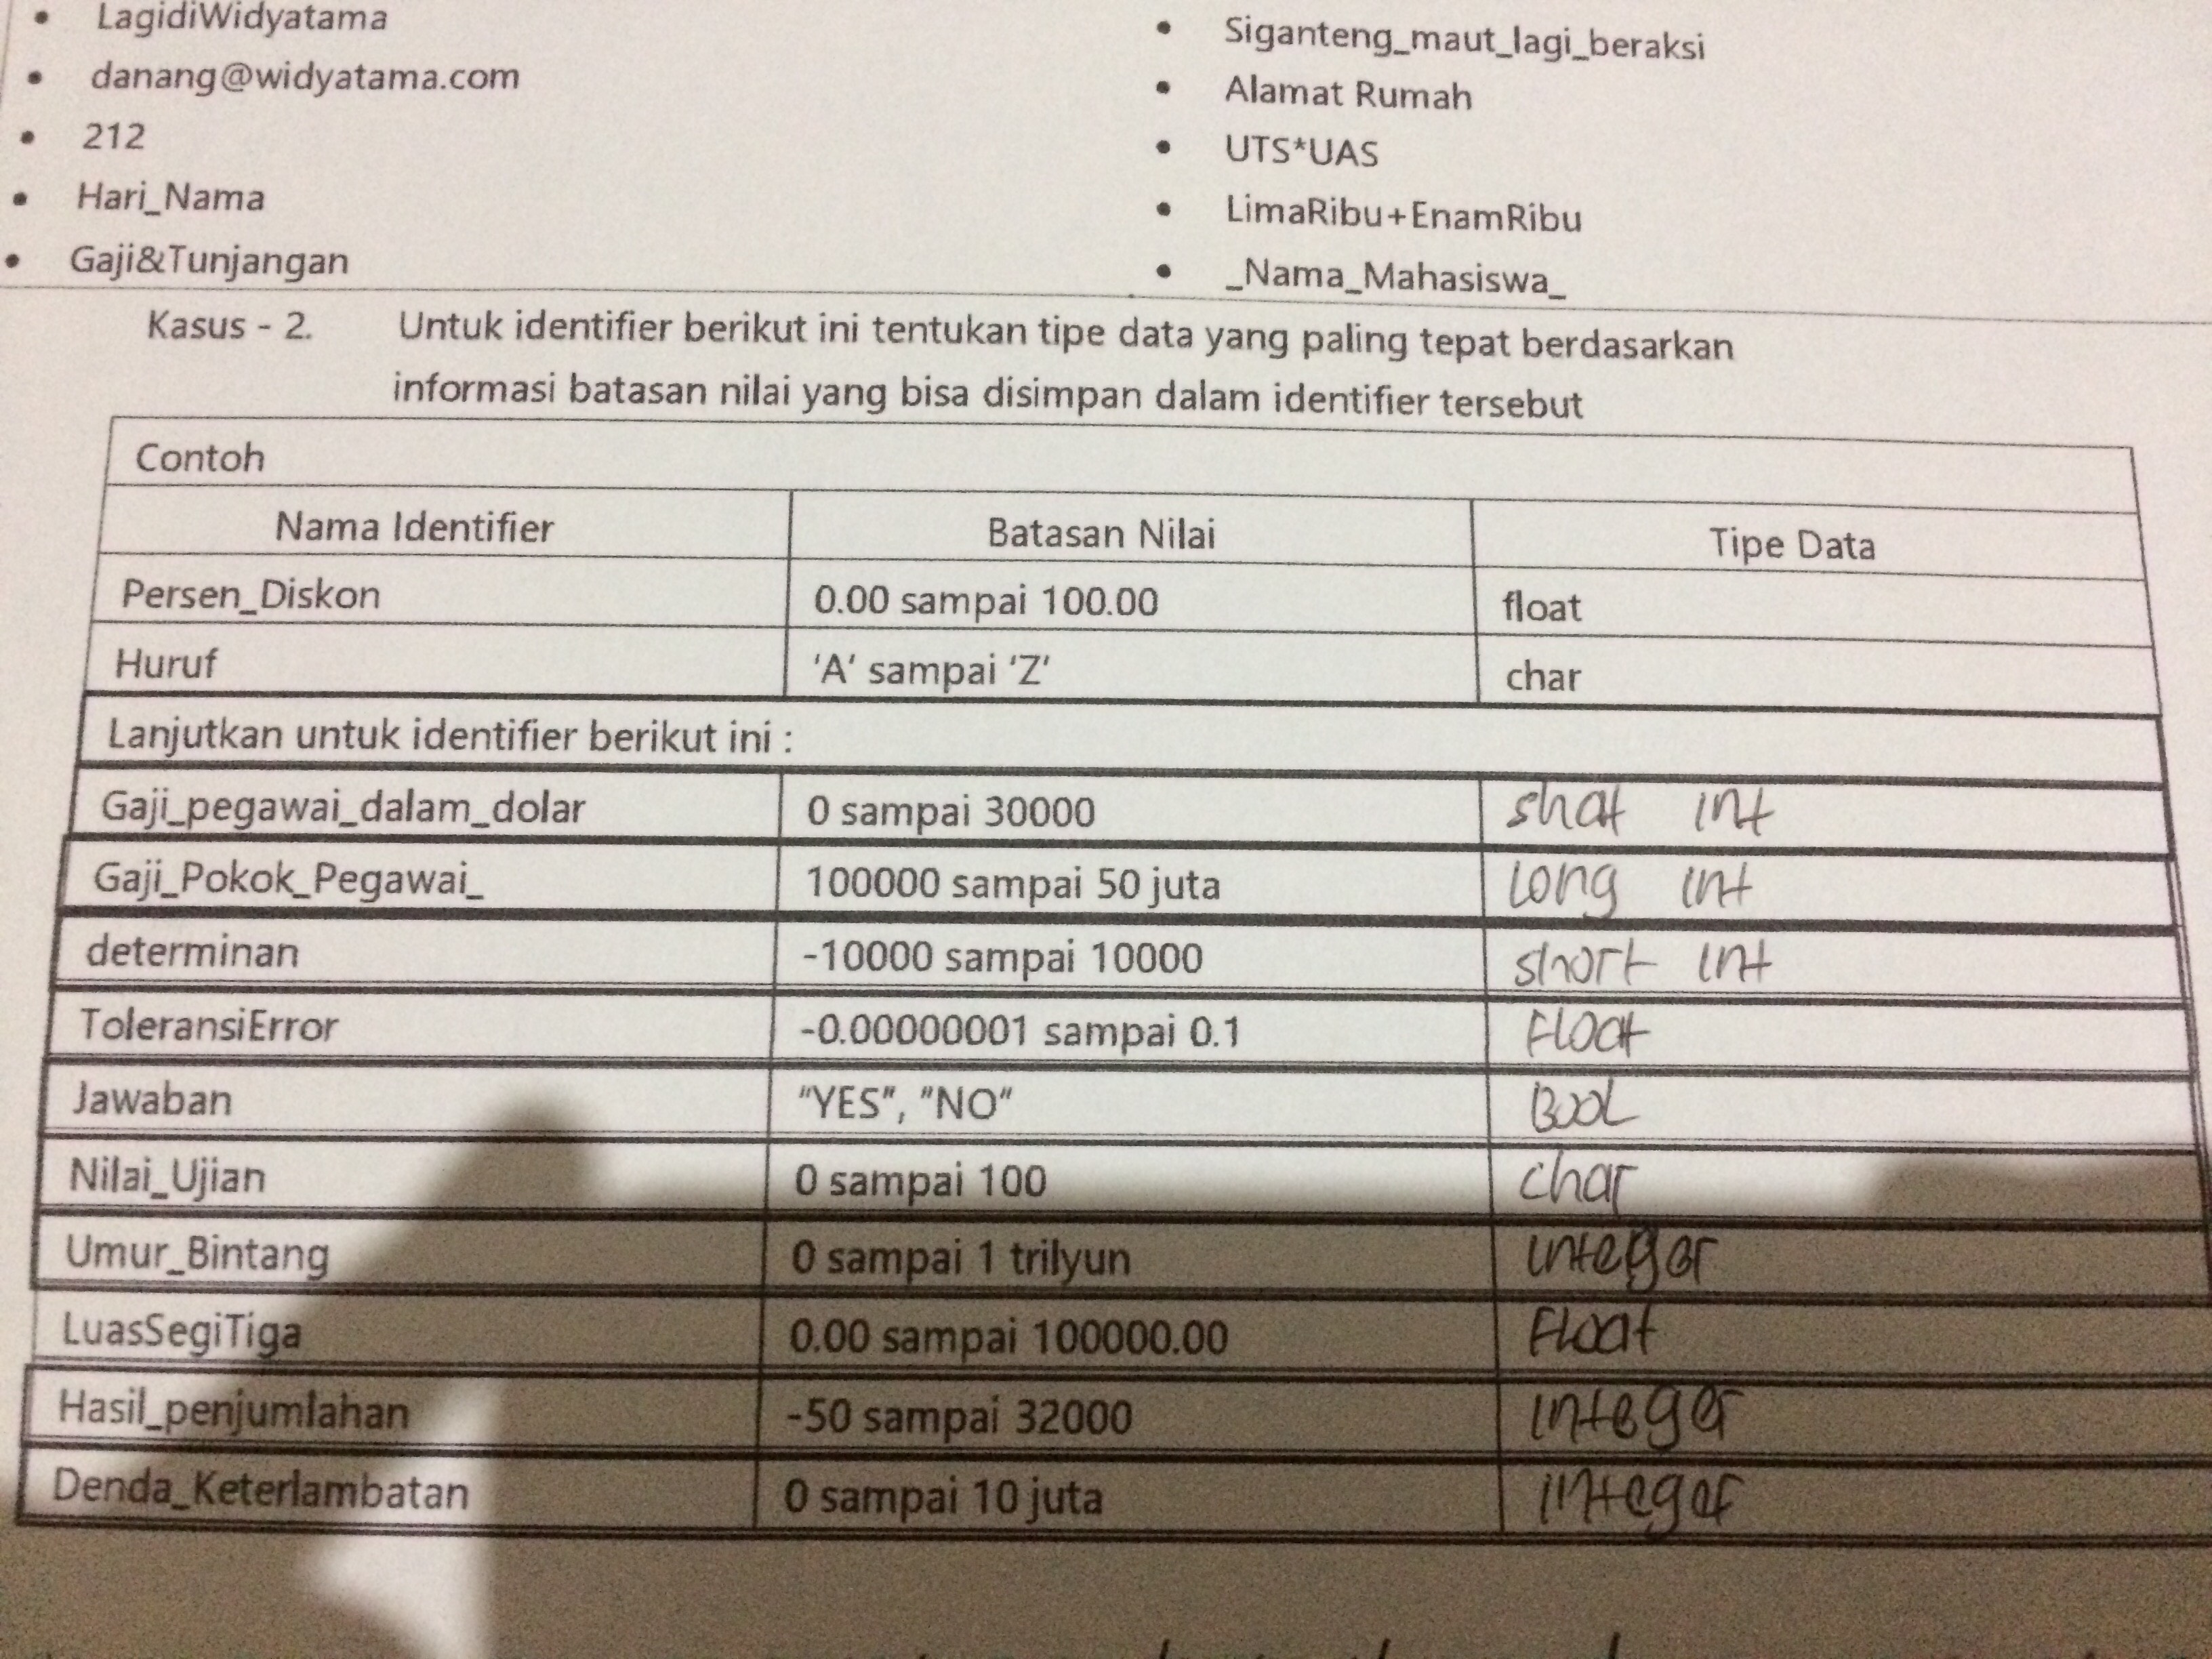 • LagidiWidyatama • Siganteng_maut_lagi_beraksi
• danang@widyatama.com • Alamat Rumah
• 212 • UTS*UAS
• Hari_Nama • LimaRibu+EnamRibu
• Gaji&Tunjangan • _Nama_Mahasiswa_
Kasus - 2. Untuk identifier berikut ini tentukan tipe data yang paling tepat berdasarkan
informasi batasan nilai yang bisa disimpan dalam identifier tersebut
Contoh
Nama Identifier Batasan Nilai Tipe Data
Persen_Diskon 0.00 sampai 100.00 float
Huruf 'A' sampai 'Z' char
Lanjutkan untuk identifier berikut ini :
Gaji_pegawai_dalam_dolar 0 sampai 30000 short int
Gaji_Pokok_Pegawai_ 100000 sampai 50 juta long int
determinan -10000 sampai 10000 short int
ToleransiError -0.00000001 sampai 0.1 Float
Jawaban "YES", "NO" Bool
Nilai_Ujian 0 sampai 100 char
Umur_Bintang 0 sampai 1 trilyun integer
LuasSegiTiga 0.00 sampai 10000.00 Float
Hasil_penjumlahan -50 sampai 32000 integer
Denda_Keterlambatan 0 sampai 10 juta integer